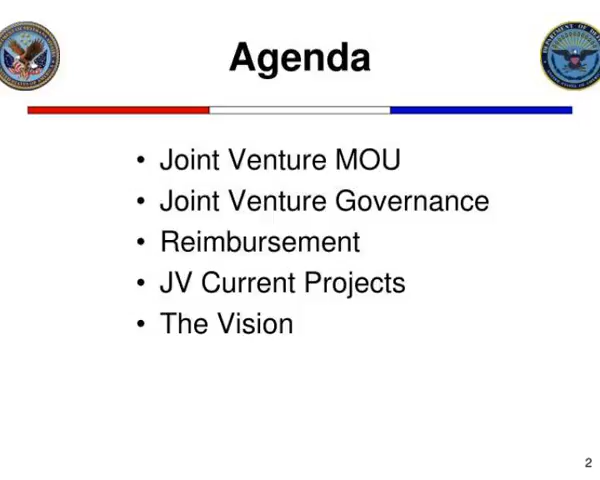 Agenda
• Joint Venture MOU
• Joint Venture Governance
• Reimbursement
• JV Current Projects
• The Vision
2